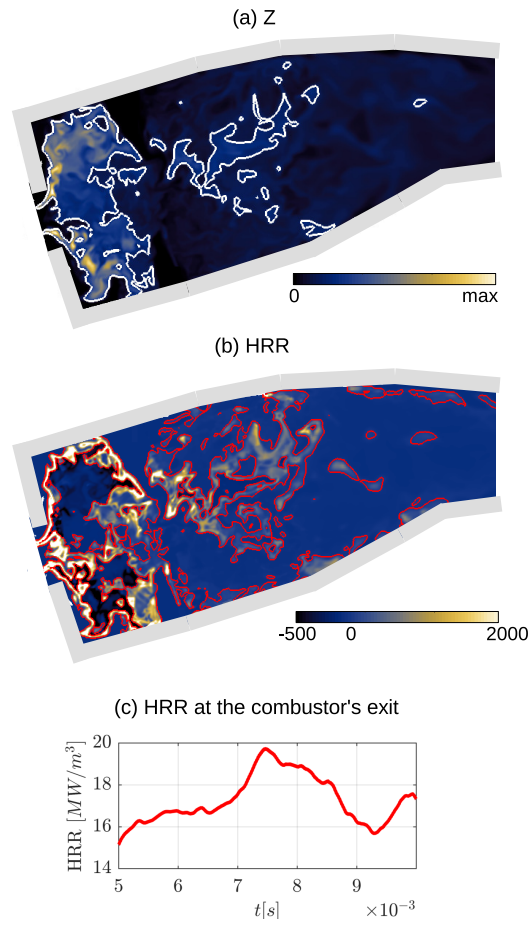 (a) Z
0 max
(b) HRR
-500 0 2000
(c) HRR at the combustor's exit
HRR [MW/m³]
20
18
16
14
5 6 7 8 9
t[s] ×10⁻³